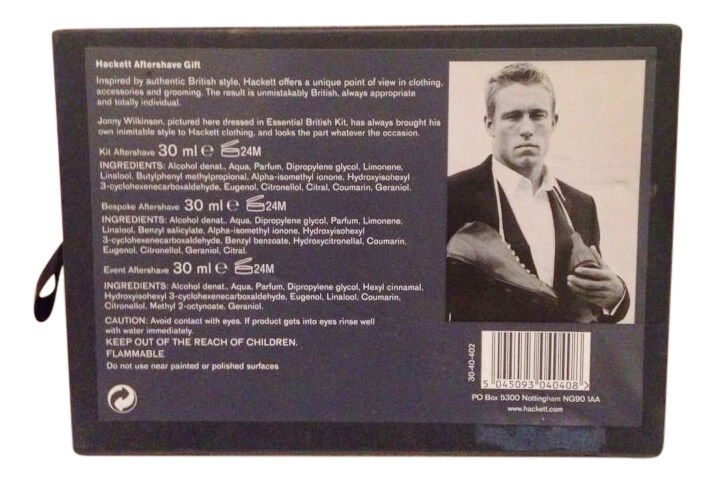 Hackett Aftershave Gift
Inspired by authentic British style, Hackett offers a unique point of view in clothing,
accessories and grooming. The result is unmistakably British, always appropriate
and totally individual.
Jonny Wilkinson, pictured here dressed in Essential British Kit, has always brought his
own inimitable style to Hackett clothing, and looks the part whatever the occasion.
Kit Aftershave 30 ml ℮ 24M
INGREDIENTS: Alcohol denat., Aqua, Parfum, Dipropylene glycol, Limonene,
Linalool, Butylphenyl methylpropional, Alpha-isomethyl ionone, Hydroxyisohexyl
3-cyclohexenecarboxaldehyde, Eugenol, Citronellol, Citral, Coumarin, Geraniol.
Bespoke Aftershave 30 ml ℮ 24M
INGREDIENTS: Alcohol denat., Aqua, Dipropylene glycol, Parfum, Limonene,
Linalool, Benzyl salicylate, Alpha-isomethyl ionone, Hydroxyisohexyl
3-cyclohexenecarboxaldehyde, Benzyl benzoate, Hydroxycitronellal, Coumarin,
Eugenol, Citronellol, Geraniol, Citral.
Event Aftershave 30 ml ℮ 24M
INGREDIENTS: Alcohol denat., Aqua, Parfum, Dipropylene glycol, Hexyl cinnamal,
Hydroxyisohexyl 3-cyclohexenecarboxaldehyde, Eugenol, Linalool, Coumarin,
Citronellol, Methyl 2-octynoate, Geraniol.
CAUTION: Avoid contact with eyes. If product gets into eyes rinse well
with water immediately.
KEEP OUT OF THE REACH OF CHILDREN.
FLAMMABLE
Do not use near painted or polished surfaces
30-40-402
5 045093 040408 >
PO Box 5300 Nottingham NG90 1AA
www.hackett.com